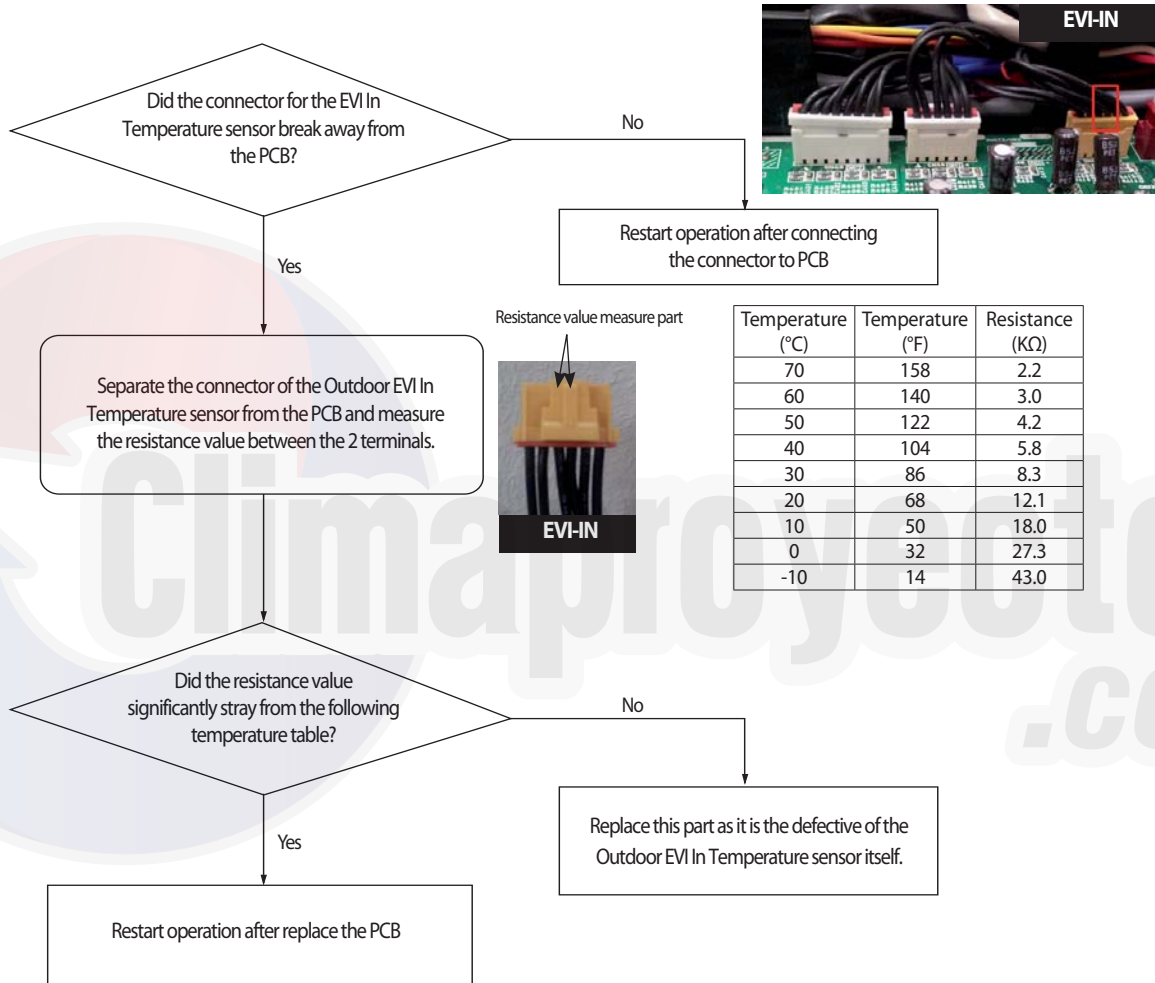 EVI-IN
Did the connector for the EVI In
Temperature sensor break away from
the PCB?
No
Restart operation after connecting
the connector to PCB
Yes
Separate the connector of the Outdoor EVI In
Temperature sensor from the PCB and measure
the resistance value between the 2 terminals.
Resistance value measure part
EVI-IN
Temperature (°C) Temperature (°F) Resistance (KΩ)
70 158 2.2
60 140 3.0
50 122 4.2
40 104 5.8
30 86 8.3
20 68 12.1
10 50 18.0
0 32 27.3
-10 14 43.0
Did the resistance value
significantly stray from the following
temperature table?
No
Replace this part as it is the defective of the
Outdoor EVI In Temperature sensor itself.
Yes
Restart operation after replace the PCB
Climaproyecto
.co